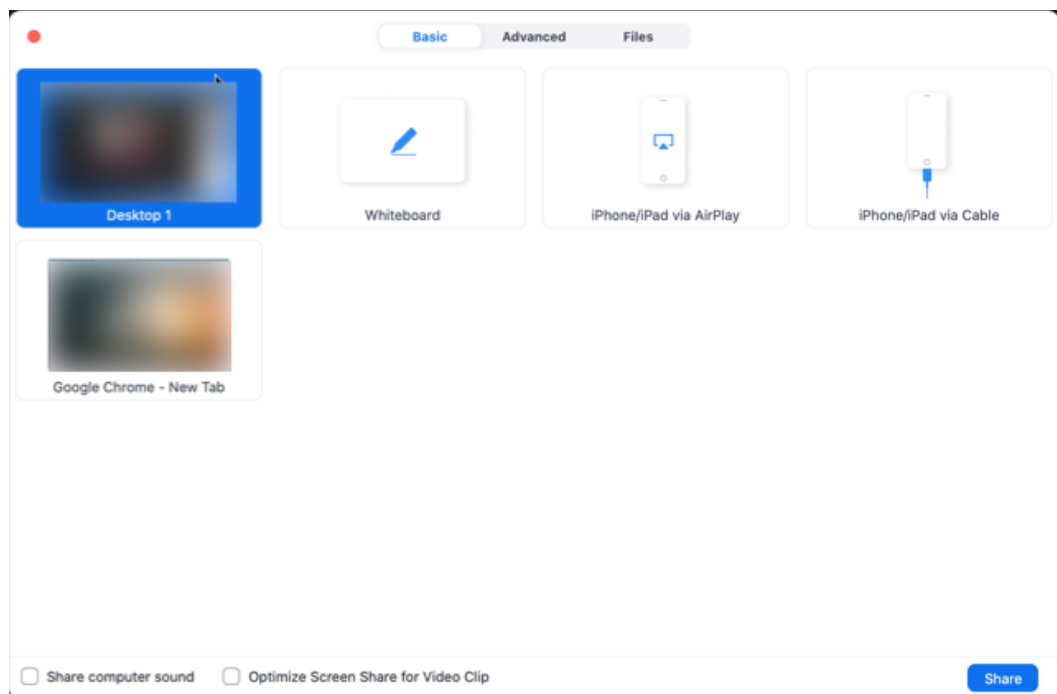 Basic Advanced Files
Desktop 1 Whiteboard iPhone/iPad via AirPlay iPhone/iPad via Cable
Google Chrome - New Tab
Share computer sound Optimize Screen Share for Video Clip Share